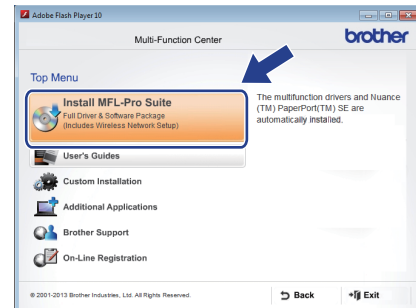 Adobe Flash Player 10
Multi-Function Center
brother
Top Menu
Install MFL-Pro Suite
Full Driver & Software Package
(Includes Wireless Network Setup)
The multifunction drivers and Nuance
(TM) PaperPort(TM) SE are
automatically installed.
User's Guides
Custom Installation
Additional Applications
Brother Support
On-Line Registration
© 2001-2013 Brother Industries, Ltd. All Rights Reserved.
Back
Exit